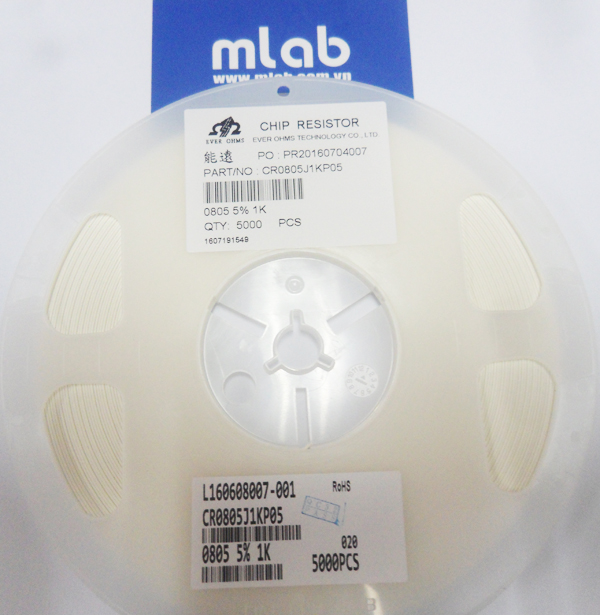 mlab
www.mlab.com.vn
EVER OHMS
CHIP RESISTOR
EVER OHMS TECHNOLOGY CO., LTD.
能遠 PO : PR20160704007
PART/NO : CR0805J1KP05
0805 5% 1K
QTY: 5000 PCS
1607191549
L160608007-001 RoHS
CR0805J1KP05
0805 5% 1K 020
5000PCS